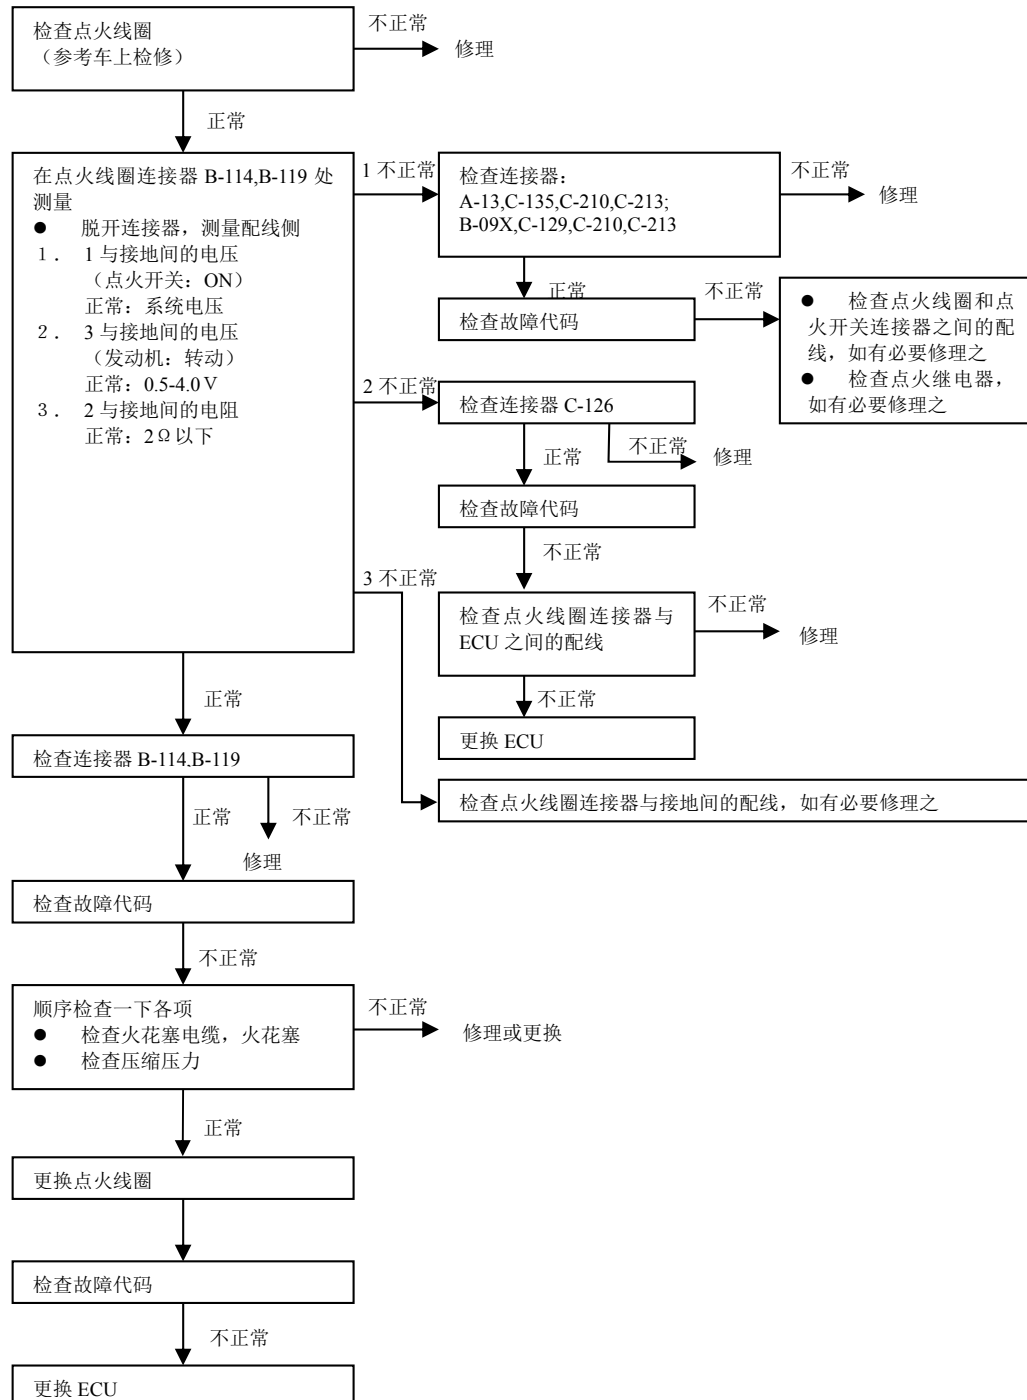 检查点火线圈
（参考车上检修）
不正常
修理
正常
在点火线圈连接器 B-114,B-119 处
测量
● 脱开连接器，测量配线侧
１． 1 与接地间的电压
（点火开关：ON）
正常：系统电压
２． 3 与接地间的电压
（发动机：转动）
正常：0.5-4.0Ｖ
３． 2 与接地间的电阻
正常：2Ω以下
1 不正常
检查连接器：
A-13,C-135,C-210,C-213;
B-09X,C-129,C-210,C-213
不正常
修理
正常
检查故障代码
不正常
● 检查点火线圈和点
火开关连接器之间的配
线，如有必要修理之
● 检查点火继电器，
如有必要修理之
2 不正常
检查连接器 C-126
正常
不正常
修理
检查故障代码
不正常
3 不正常
检查点火线圈连接器与
ECU 之间的配线
不正常
修理
不正常
更换 ECU
检查点火线圈连接器与接地间的配线，如有必要修理之
正常
检查连接器 B-114,B-119
正常
不正常
修理
检查故障代码
不正常
顺序检查一下各项
● 检查火花塞电缆，火花塞
● 检查压缩压力
不正常
修理或更换
正常
更换点火线圈
检查故障代码
不正常
更换 ECU